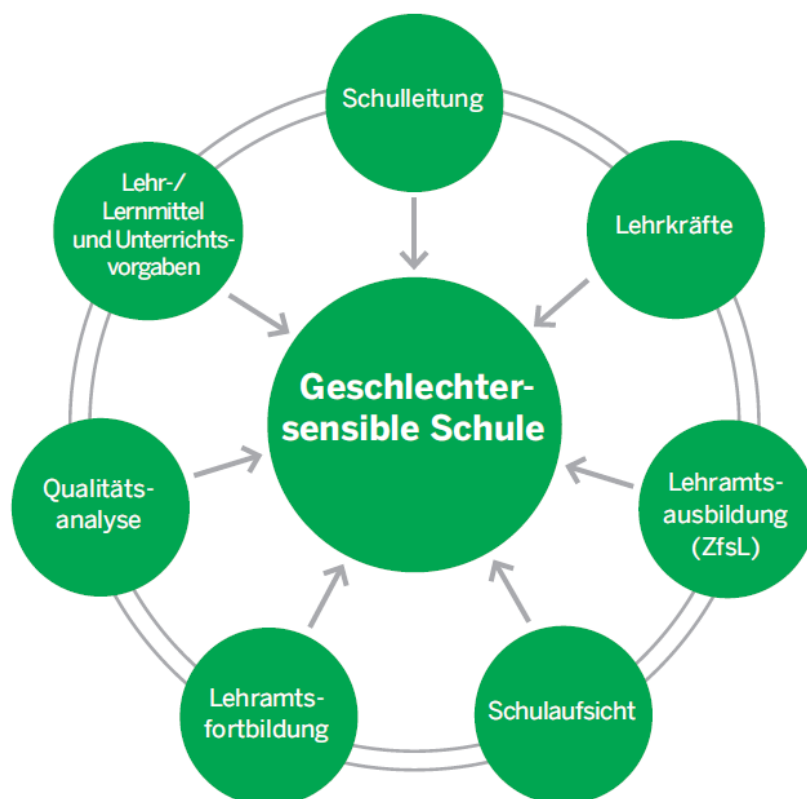 Schulleitung
Lehrkräfte
Lehramts-
ausbildung
(ZfsL)
Schulaufsicht
Lehramts-
fortbildung
Qualitäts-
analyse
Lehr-/
Lernmittel
und Unterrichts-
vorgaben
Geschlechter-
sensible Schule